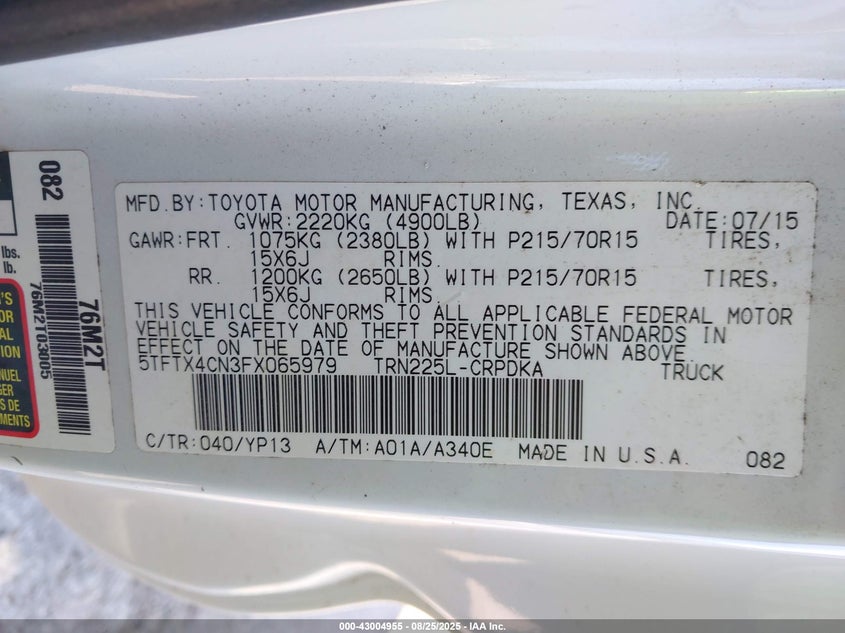 MFD.BY:TOYOTA MOTOR MANUFACTURING, TEXAS, INC.
GVWR:2220KG (4900LB) DATE:07/15
GAWR:FRT. 1075KG (2380LB) WITH P215/70R15 TIRES,
15X6J RIMS
RR. 1200KG (2650LB) WITH P215/70R15 TIRES,
15X6J RIMS
THIS VEHICLE CONFORMS TO ALL APPLICABLE FEDERAL MOTOR
VEHICLE SAFETY AND THEFT PREVENTION STANDARDS IN
EFFECT ON THE DATE OF MANUFACTURE SHOWN ABOVE.
5TFTX4CN3FX065979 TRN225L-CRPDKA TRUCK
C/TR:040/YP13 A/TM:A01A/A340E MADE IN U.S.A. 082
082
76M2T
76M2T03005
lbs.
lb.
000-43004955 - 08/25/2025 - IAA, Inc.